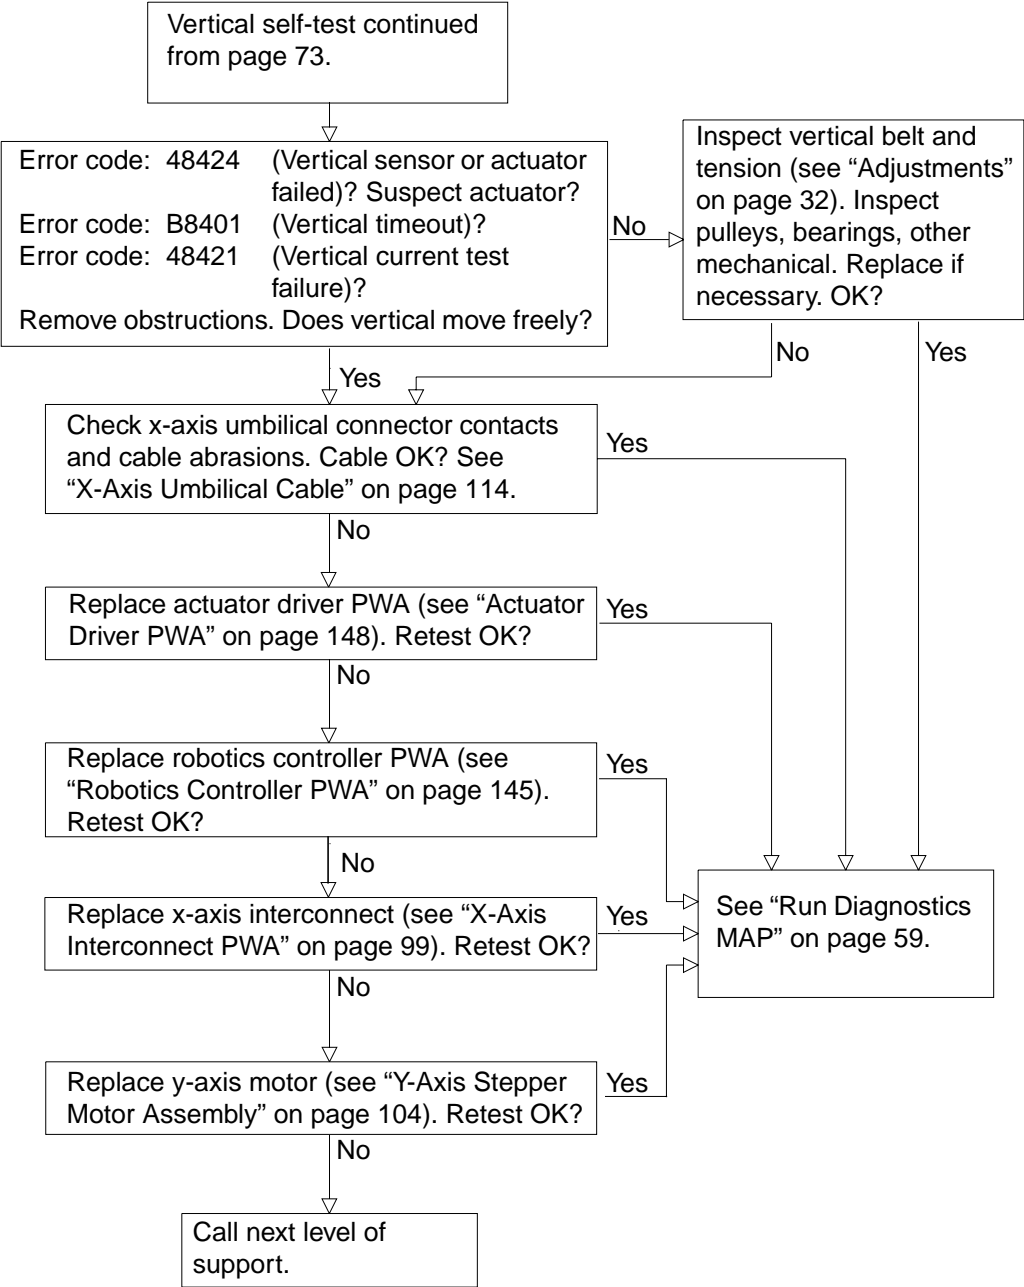 Vertical self-test continued
from page 73.
Error code: 48424 (Vertical sensor or actuator
failed)? Suspect actuator?
Error code: B8401 (Vertical timeout)?
Error code: 48421 (Vertical current test
failure)?
Remove obstructions. Does vertical move freely?
No
Inspect vertical belt and
tension (see “Adjustments”
on page 32). Inspect
pulleys, bearings, other
mechanical. Replace if
necessary. OK?
No
Yes
Yes
Check x-axis umbilical connector contacts
and cable abrasions. Cable OK? See
“X-Axis Umbilical Cable” on page 114.
Yes
No
Replace actuator driver PWA (see “Actuator
Driver PWA” on page 148). Retest OK?
Yes
No
Replace robotics controller PWA (see
“Robotics Controller PWA” on page 145).
Retest OK?
Yes
No
Replace x-axis interconnect (see “X-Axis
Interconnect PWA” on page 99). Retest OK?
Yes
See “Run Diagnostics
MAP” on page 59.
No
Replace y-axis motor (see “Y-Axis Stepper
Motor Assembly” on page 104). Retest OK?
Yes
No
Call next level of
support.